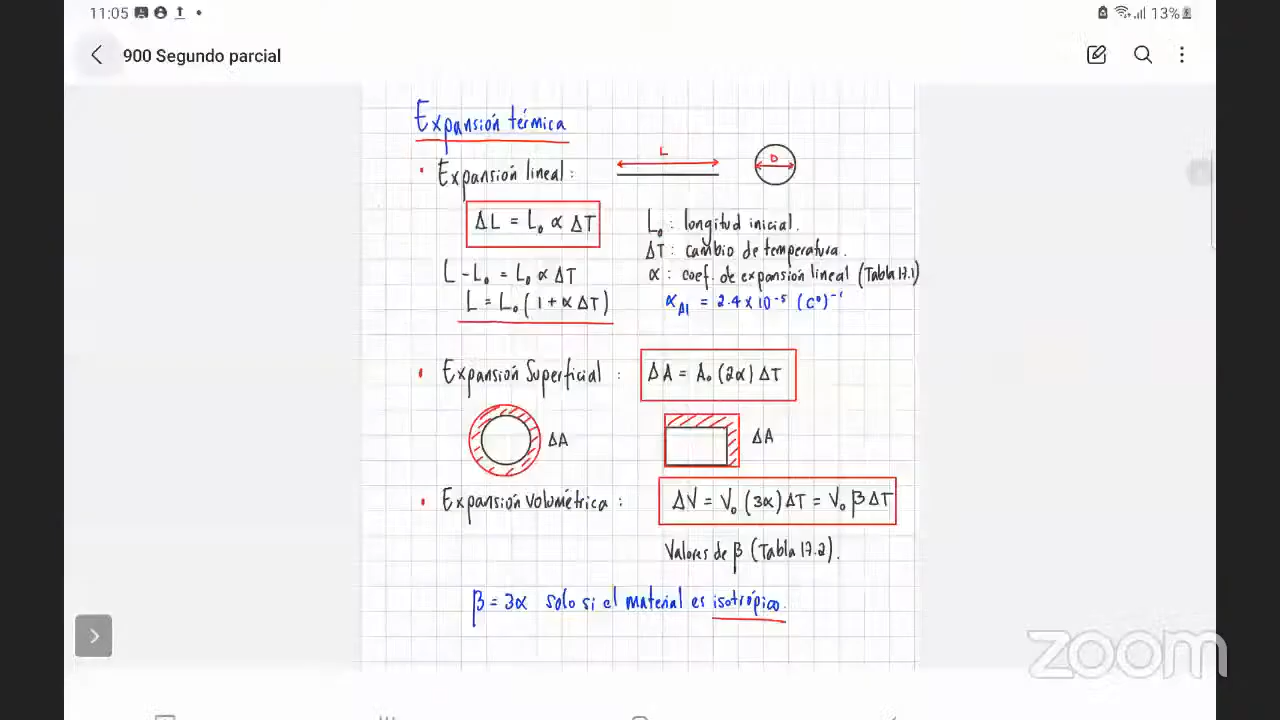 11:05
13%
900 Segundo parcial
Expansión térmica
• Expansión lineal:
L
D
ΔL = L₀ α ΔT
L₀: longitud inicial.
ΔT: cambio de temperatura.
L - L₀ = L₀ α ΔT
α: coef. de expansión lineal (Tabla 17.1)
L = L₀ (1 + α ΔT)
α_Al = 2.4 x 10⁻⁵ (C°)⁻¹
• Expansión Superficial: ΔA = A₀ (2α) ΔT
ΔA
ΔA
• Expansión Volumétrica: ΔV = V₀ (3α) ΔT = V₀ β ΔT
Valores de β (Tabla 17.2).
β = 3α solo si el material es isotrópico.
zoom